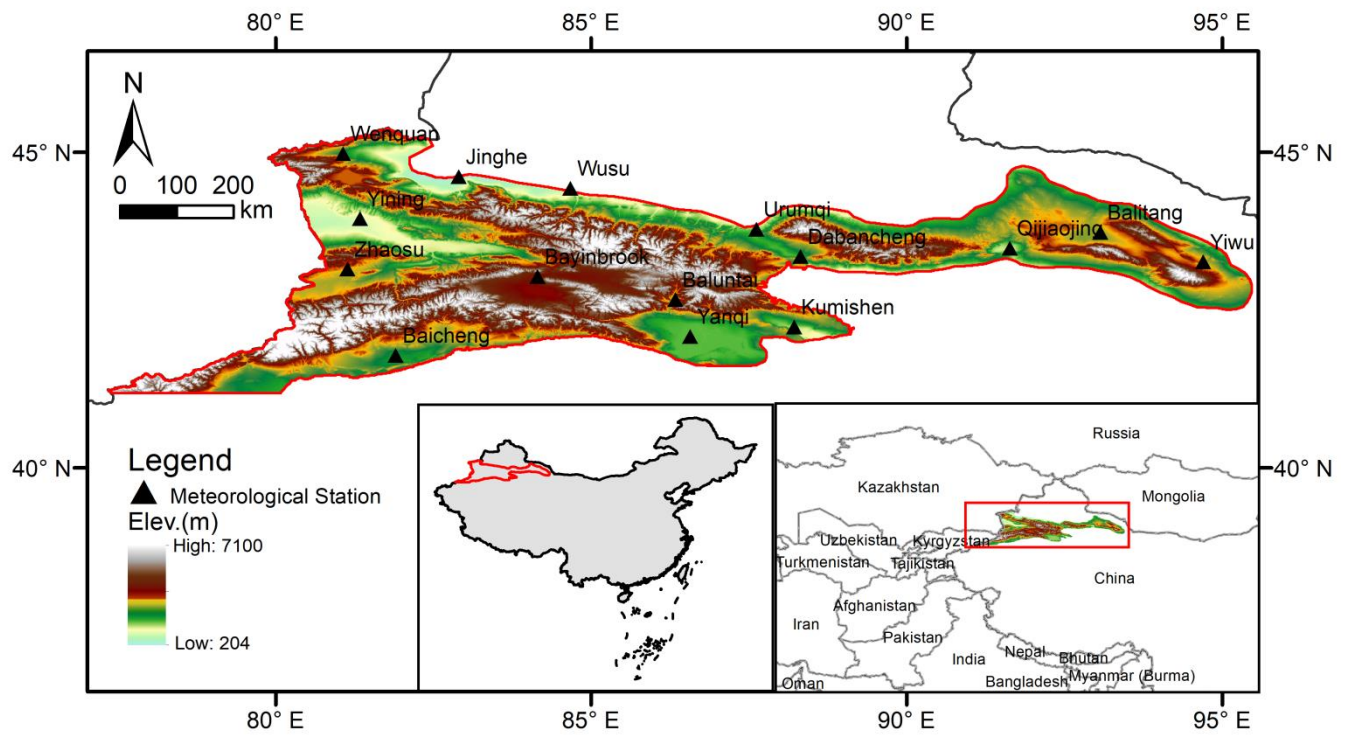 80° E
85° E
90° E
95° E
N
45° N
45° N
0 100 200
km
Wenquan
Jinghe
Wusu
Yining
Urumqi
Balitang
Qijiaojing
Dabancheng
Yiwu
Zhaosu
Bayinbrook
Baluntai
Kumishen
Yanqi
Baicheng
40° N
40° N
Legend
Meteorological Station
Elev.(m)
High: 7100
Low: 204
Russia
Kazakhstan
Mongolia
Uzbekistan
Kyrgyzstan
Turkmenistan
Tajikistan
China
Afghanistan
Iran
Pakistan
India
Nepal
Bhutan
Oman
Bangladesh
Myanmar (Burma)
80° E
85° E
90° E
95° E